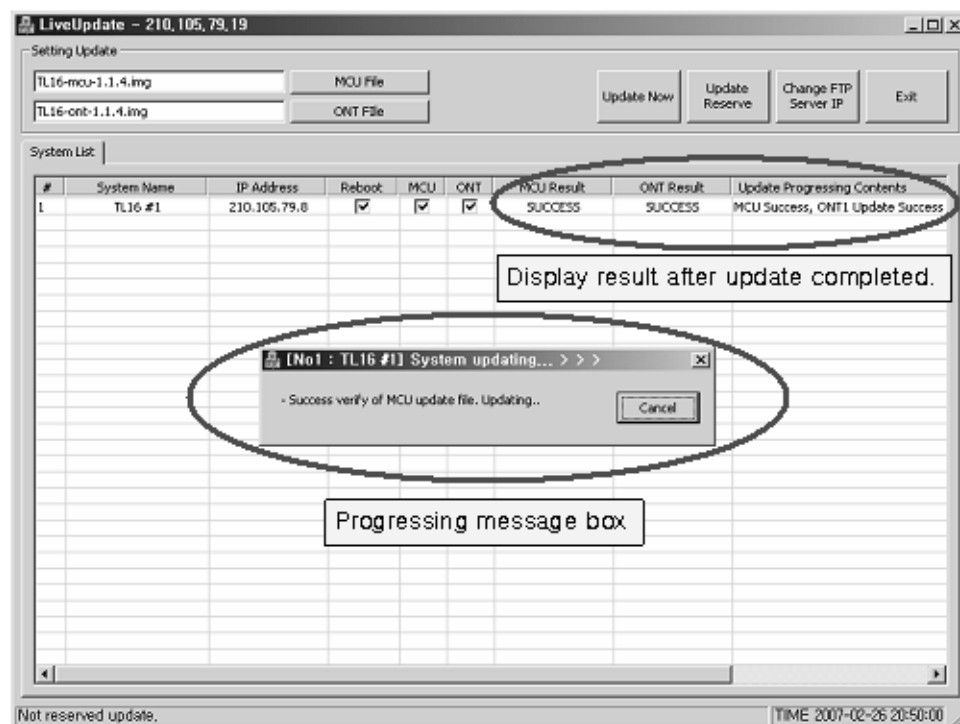 LiveUpdate - 210,105,79,19
Setting Update
TL16-mcu-1.1.4.img
MCU File
TL16-ont-1.1.4.img
ONT File
Update Now
Update
Reserve
Change FTP
Server IP
Exit
System List
# System Name IP Address Reboot MCU ONT MCU Result ONT Result Update Progressing Contents
1 TL16 #1 210.105.79.8 SUCCESS SUCCESS MCU Success, ONT1 Update Success
Display result after update completed.
[No1 : TL16 #1] System updating... > > >
- Success verify of MCU update file. Updating..
Cancel
Progressing message box
Not reserved update.
TIME 2007-02-26 20:50:00